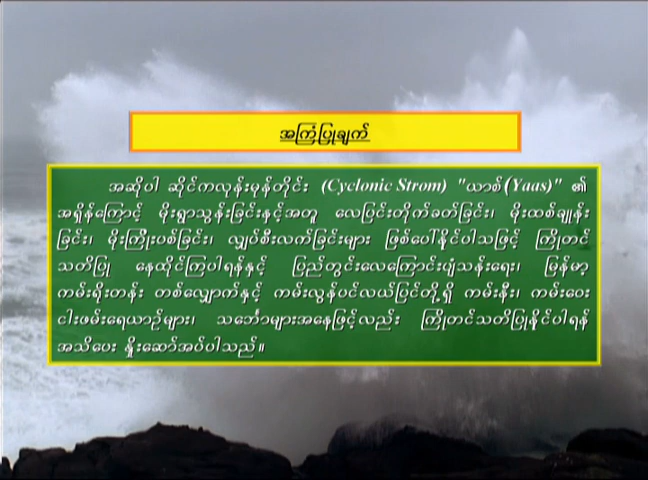 အကြံပြုချက်
အဆိုပါ ဆိုင်ကလုန်းမုန်တိုင်း (Cyclonic Strom) "ယာစ်(Yaas)" ၏
အရှိန်ကြောင့် မိုးရွာသွန်းခြင်းနှင့်အတူ လေပြင်းတိုက်ခတ်ခြင်း၊ မိုးထစ်ချုန်း
ခြင်း၊ မိုးကြိုးပစ်ခြင်း၊ လျှပ်စီးလက်ခြင်းများ ဖြစ်ပေါ်နိုင်ပါသဖြင့် ကြိုတင်
သတိပြု နေထိုင်ကြပါရန်နှင့် ပြည်တွင်းလေကြောင်းပျံသန်းရေး၊ မြန်မာ့
ကမ်းရိုးတန်း တစ်လျှောက်နှင့် ကမ်းလွန်ပင်လယ်ပြင်တို့ရှိ ကမ်းနီး၊ ကမ်းဝေး
ငါးဖမ်းရေယာဉ်များ၊ သင်္ဘောများအနေဖြင့်လည်း ကြိုတင်သတိပြုနိုင်ပါရန်
အသိပေး နှိုးဆော်အပ်ပါသည်။